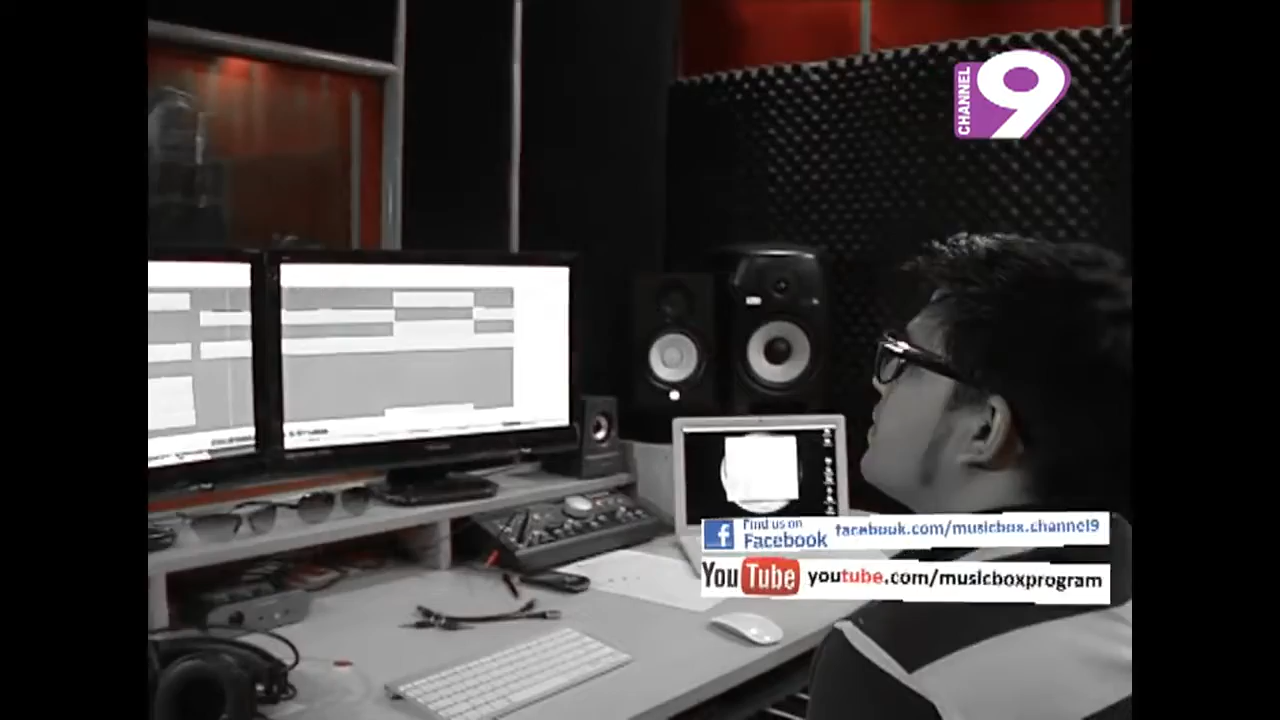 CHANNEL 9
Find us on
Facebook
facebook.com/musicbox.channel9
YouTube youtube.com/musicboxprogram